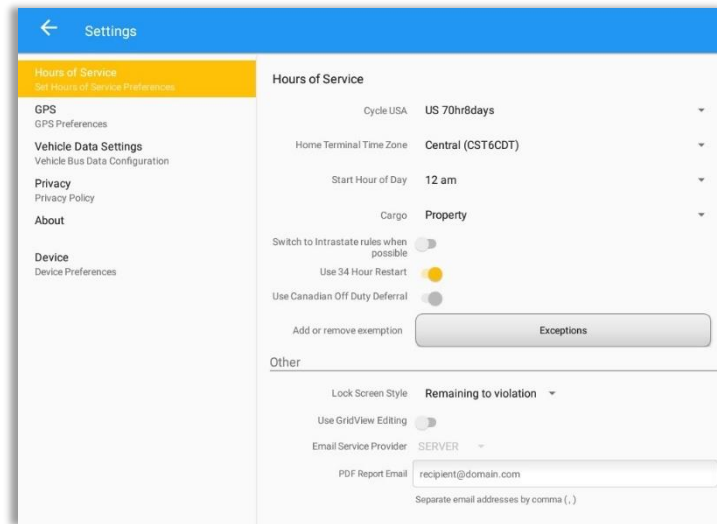 Settings
Hours of Service
Set Hours of Service Preferences
GPS
GPS Preferences
Vehicle Data Settings
Vehicle Bus Data Configuration
Privacy
Privacy Policy
About
Device
Device Preferences
Hours of Service
Cycle USA US 70hr8days
Home Terminal Time Zone Central (CST6CDT)
Start Hour of Day 12 am
Cargo Property
Switch to Intrastate rules when
possible
Use 34 Hour Restart
Use Canadian Off Duty Deferral
Add or remove exemption Exceptions
Other
Lock Screen Style Remaining to violation
Use GridView Editing
Email Service Provider SERVER
PDF Report Email recipient@domain.com
Separate email addresses by comma ( , )